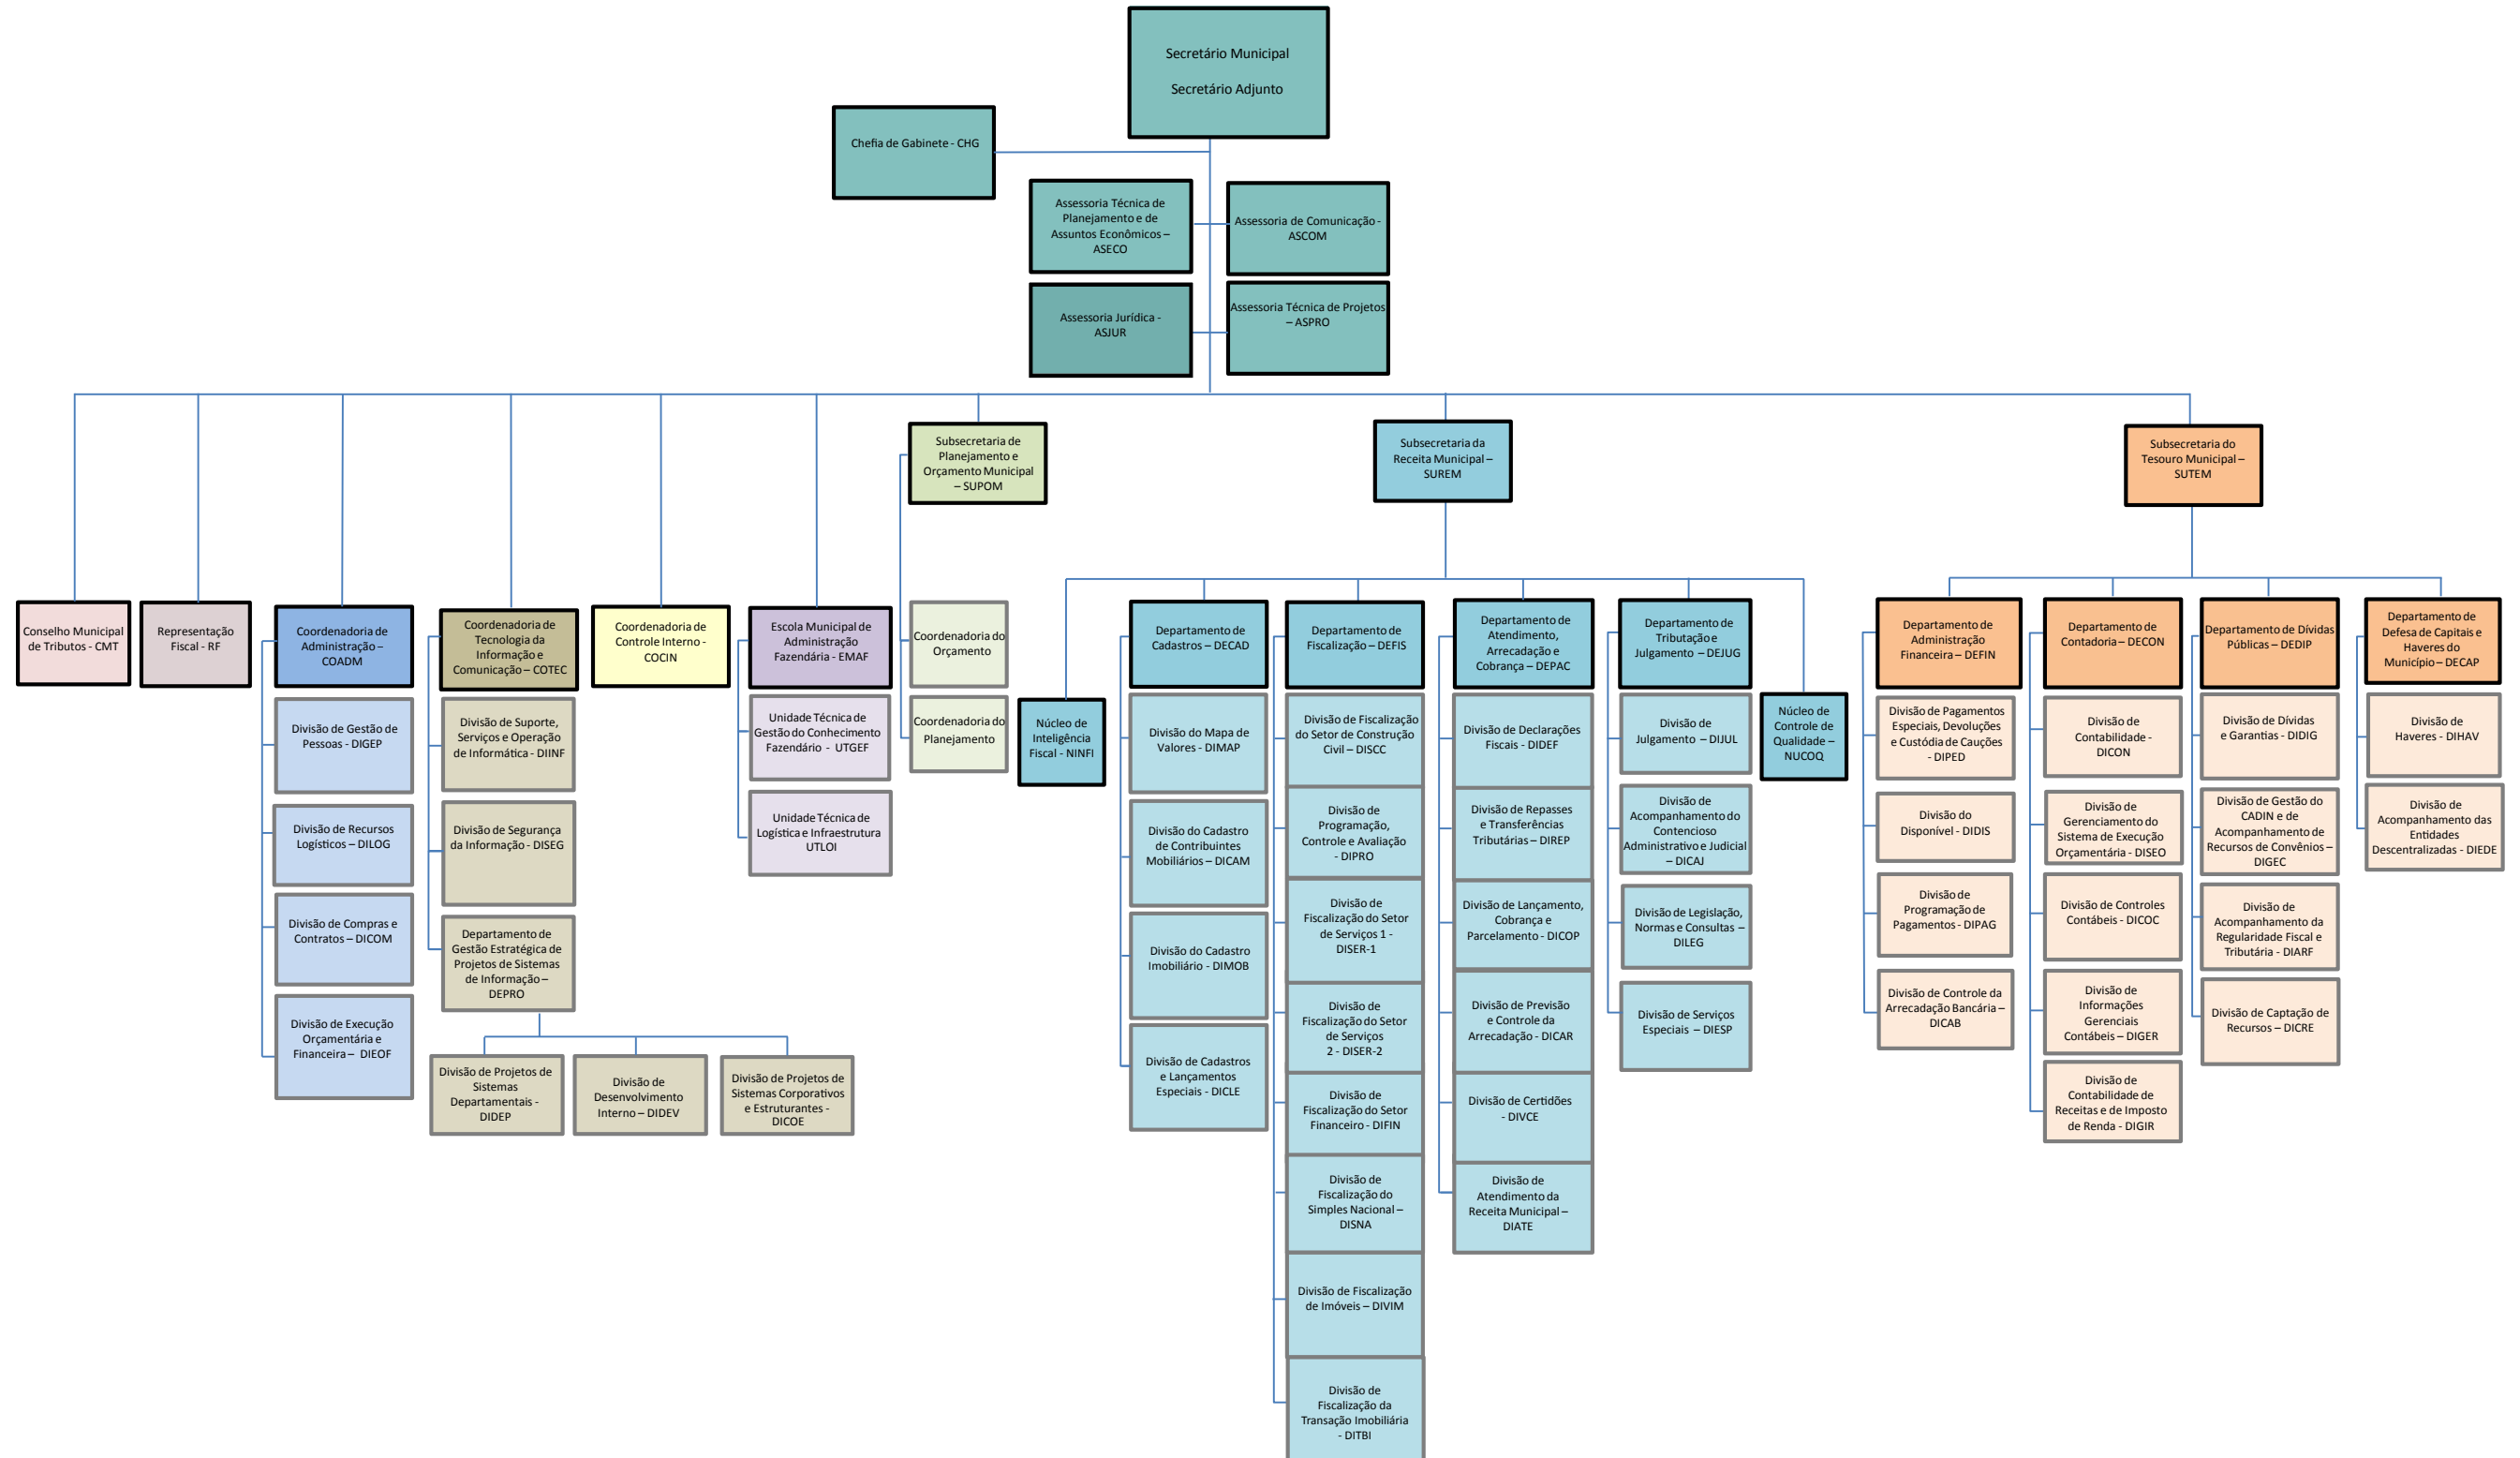 Secretário Municipal
Secretário Adjunto
Chefia de Gabinete - CHG
Assessoria Técnica de
Planejamento e de
Assuntos Econômicos –
ASECO
Assessoria de Comunicação -
ASCOM
Assessoria Jurídica -
ASJUR
Assessoria Técnica de Projetos
– ASPRO
Subsecretaria de
Planejamento e
Orçamento Municipal
– SUPOM
Subsecretaria da
Receita Municipal –
SUREM
Subsecretaria do
Tesouro Municipal –
SUTEM
Conselho Municipal
de Tributos - CMT
Representação
Fiscal - RF
Coordenadoria de
Administração –
COADM
Divisão de Gestão de
Pessoas - DIGEP
Divisão de Recursos
Logísticos – DILOG
Divisão de Compras e
Contratos – DICOM
Divisão de Execução
Orçamentária e
Financeira – DIEOF
Coordenadoria de
Tecnologia da
Informação e
Comunicação – COTEC
Divisão de Suporte,
Serviços e Operação
de Informática - DIINF
Divisão de Segurança
da Informação - DISEG
Departamento de
Gestão Estratégica de
Projetos de Sistemas
de Informação –
DEPRO
Divisão de Projetos de
Sistemas
Departamentais -
DIDEP
Divisão de
Desenvolvimento
Interno – DIDEV
Divisão de Projetos de
Sistemas Corporativos
e Estruturantes -
DICOE
Coordenadoria de
Controle Interno -
COCIN
Escola Municipal de
Administração
Fazendária - EMAF
Unidade Técnica de
Gestão do Conhecimento
Fazendário - UTGEF
Unidade Técnica de
Logística e Infraestrutura
UTLOI
Coordenadoria do
Orçamento
Coordenadoria do
Planejamento
Núcleo de
Inteligência
Fiscal - NINFI
Departamento de
Cadastros – DECAD
Divisão do Mapa de
Valores - DIMAP
Divisão do Cadastro
de Contribuintes
Mobiliários – DICAM
Divisão do Cadastro
Imobiliário - DIMOB
Divisão de Cadastros
e Lançamentos
Especiais - DICLE
Departamento de
Fiscalização – DEFIS
Divisão de Fiscalização
do Setor de Construção
Civil – DISCC
Divisão de
Programação,
Controle e Avaliação
- DIPRO
Divisão de
Fiscalização do Setor
de Serviços 1 -
DISER-1
Divisão de
Fiscalização do Setor
de Serviços
2 - DISER-2
Divisão de
Fiscalização do Setor
Financeiro - DIFIN
Divisão de
Fiscalização do
Simples Nacional –
DISNA
Divisão de Fiscalização
de Imóveis – DIVIM
Divisão de
Fiscalização da
Transação Imobiliária
- DITBI
Departamento de
Atendimento,
Arrecadação e
Cobrança – DEPAC
Divisão de Declarações
Fiscais - DIDEF
Divisão de Repasses
e Transferências
Tributárias – DIREP
Divisão de Lançamento,
Cobrança e
Parcelamento - DICOP
Divisão de Previsão
e Controle da
Arrecadação - DICAR
Divisão de Certidões
- DIVCE
Divisão de
Atendimento da
Receita Municipal –
DIATE
Departamento de
Tributação e
Julgamento – DEJUG
Divisão de
Julgamento – DIJUL
Divisão de
Acompanhamento do
Contencioso
Administrativo e Judicial
– DICAJ
Divisão de Legislação,
Normas e Consultas –
DILEG
Divisão de Serviços
Especiais – DIESP
Núcleo de
Controle de
Qualidade –
NUCOQ
Departamento de
Administração
Financeira – DEFIN
Divisão de Pagamentos
Especiais, Devoluções
e Custódia de Cauções
- DIPED
Divisão do
Disponível - DIDIS
Divisão de
Programação de
Pagamentos - DIPAG
Divisão de Controle da
Arrecadação Bancária –
DICAB
Departamento de
Contadoria – DECON
Divisão de
Contabilidade -
DICON
Divisão de
Gerenciamento do
Sistema de Execução
Orçamentária - DISEO
Divisão de Controles
Contábeis - DICOC
Divisão de
Informações
Gerenciais
Contábeis – DIGER
Divisão de
Contabilidade de
Receitas e de Imposto
de Renda - DIGIR
Departamento de Dívidas
Públicas – DEDIP
Divisão de Dívidas
e Garantias - DIDIG
Divisão de Gestão do
CADIN e de
Acompanhamento de
Recursos de Convênios –
DIGEC
Divisão de
Acompanhamento da
Regularidade Fiscal e
Tributária - DIARF
Divisão de Captação de
Recursos – DICRE
Departamento de
Defesa de Capitais e
Haveres do
Município – DECAP
Divisão de
Haveres - DIHAV
Divisão de
Acompanhamento das
Entidades
Descentralizadas - DIEDE